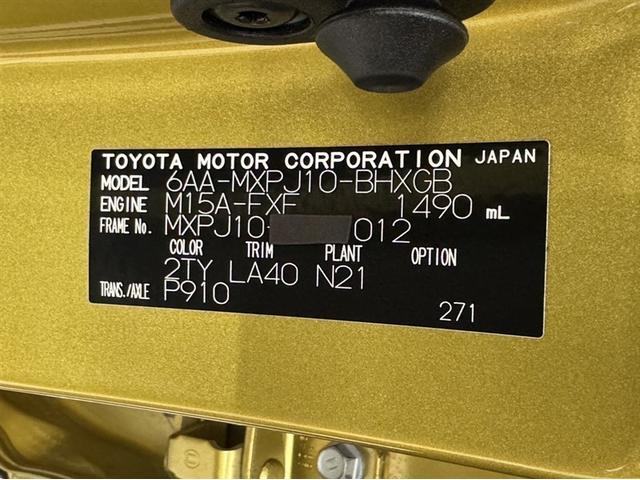 TOYOTA MOTOR CORPORATION JAPAN
MODEL 6AA-MXPJ10-BHXGB
ENGINE M15A-FXE 1490 mL
FRAME No. MXPJ10- 012
COLOR TRIM PLANT OPTION
2TY LA40 N21
TRANS./AXLE P910
271